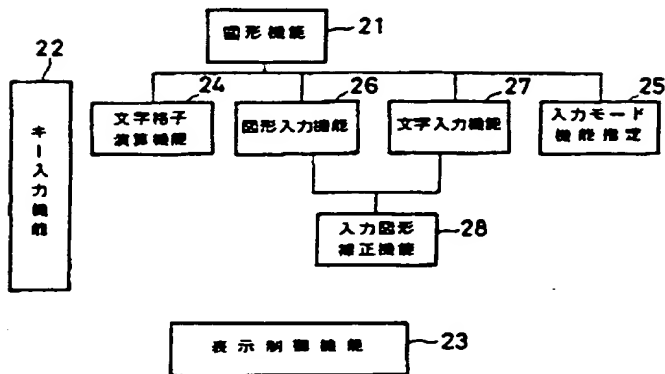 図形機能
21
22
キー入力機能
24
文字格子
演算機能
26
図形入力機能
27
文字入力機能
25
入力モード
機能指定
入力図形
補正機能
28
表示制御機能
23